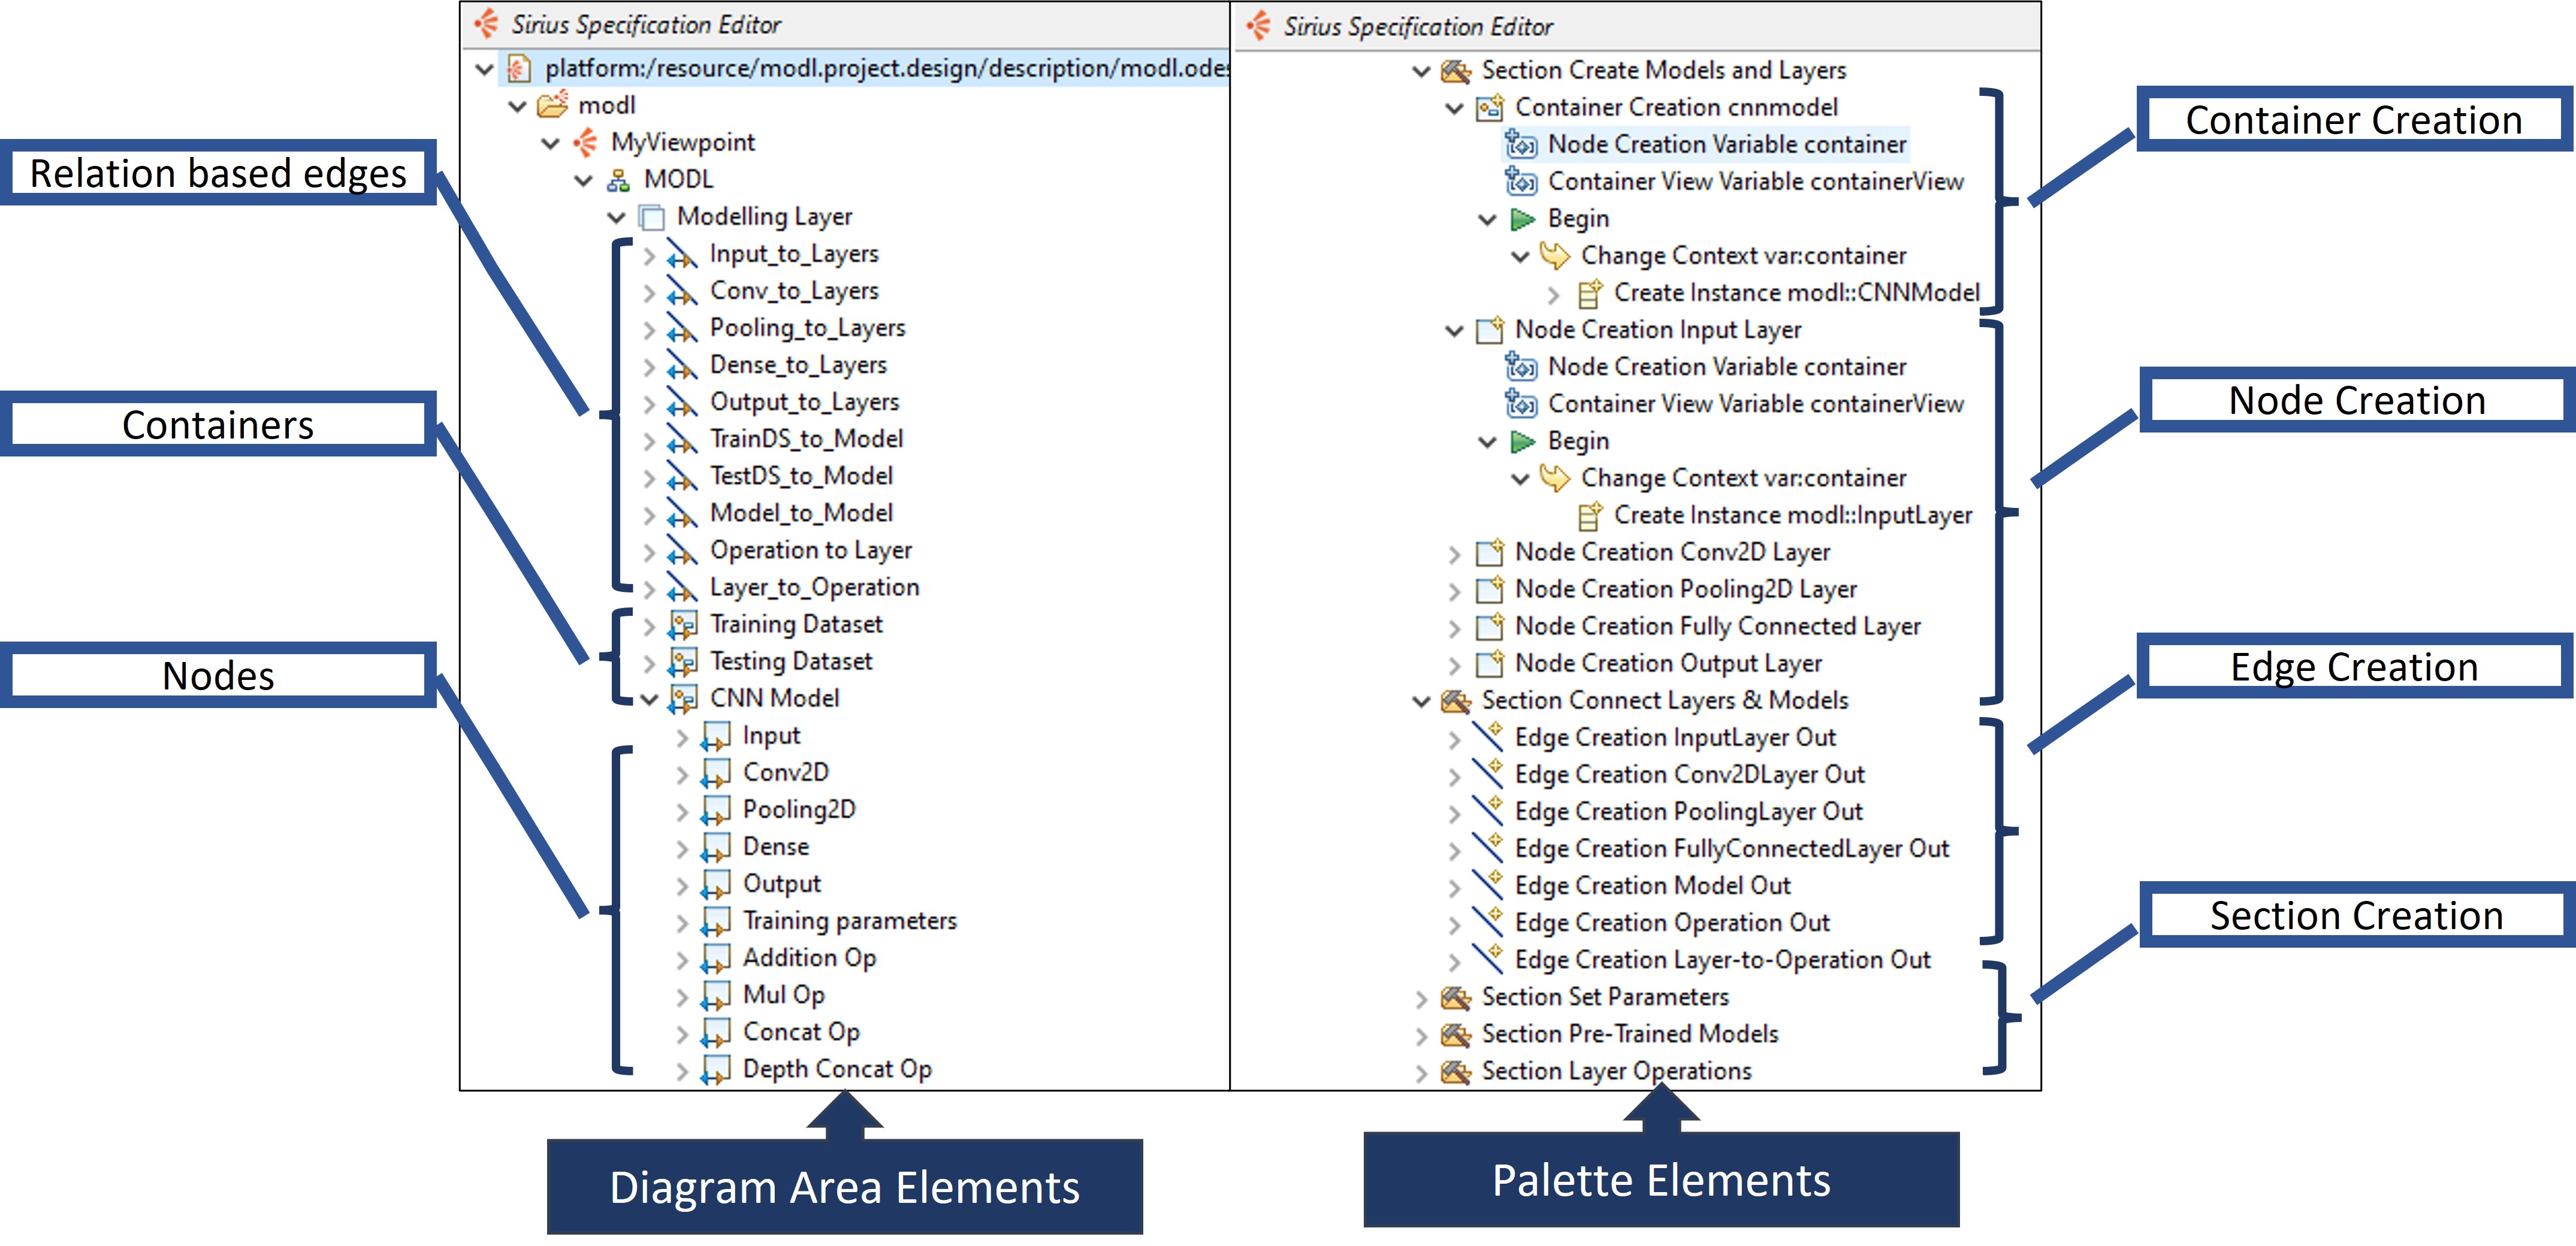 Sirius Specification Editor
platform:/resource/modl.project.design/description/modl.odes
modl
MyViewpoint
MODL
Modelling Layer
Input_to_Layers
Conv_to_Layers
Pooling_to_Layers
Dense_to_Layers
Output_to_Layers
TrainDS_to_Model
TestDS_to_Model
Model_to_Model
Operation to Layer
Layer_to_Operation
Training Dataset
Testing Dataset
CNN Model
Input
Conv2D
Pooling2D
Dense
Output
Training parameters
Addition Op
Mul Op
Concat Op
Depth Concat Op
Relation based edges
Containers
Nodes
Diagram Area Elements
Sirius Specification Editor
Section Create Models and Layers
Container Creation cnnmodel
Node Creation Variable container
Container View Variable containerView
Begin
Change Context var:container
Create Instance modl::CNNModel
Node Creation Input Layer
Node Creation Variable container
Container View Variable containerView
Begin
Change Context var:container
Create Instance modl::InputLayer
Node Creation Conv2D Layer
Node Creation Pooling2D Layer
Node Creation Fully Connected Layer
Node Creation Output Layer
Section Connect Layers & Models
Edge Creation InputLayer Out
Edge Creation Conv2DLayer Out
Edge Creation PoolingLayer Out
Edge Creation FullyConnectedLayer Out
Edge Creation Model Out
Edge Creation Operation Out
Edge Creation Layer-to-Operation Out
Section Set Parameters
Section Pre-Trained Models
Section Layer Operations
Container Creation
Node Creation
Edge Creation
Section Creation
Palette Elements